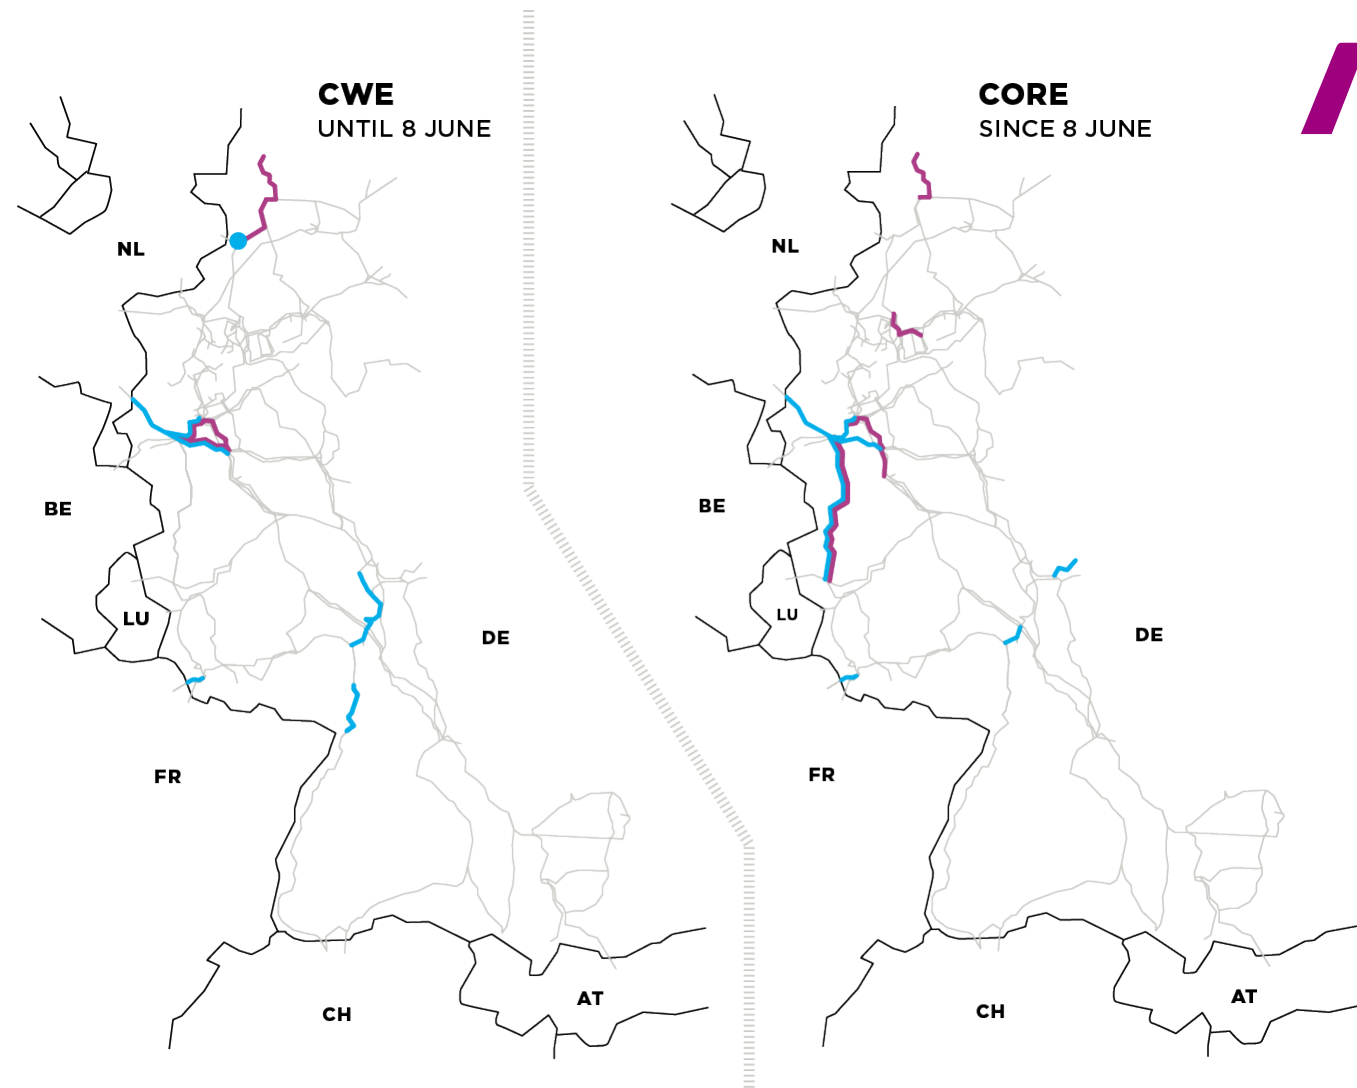 CWE
UNTIL 8 JUNE
NL
BE
LU
DE
FR
CH
AT
CORE
SINCE 8 JUNE
NL
BE
LU
DE
FR
CH
AT